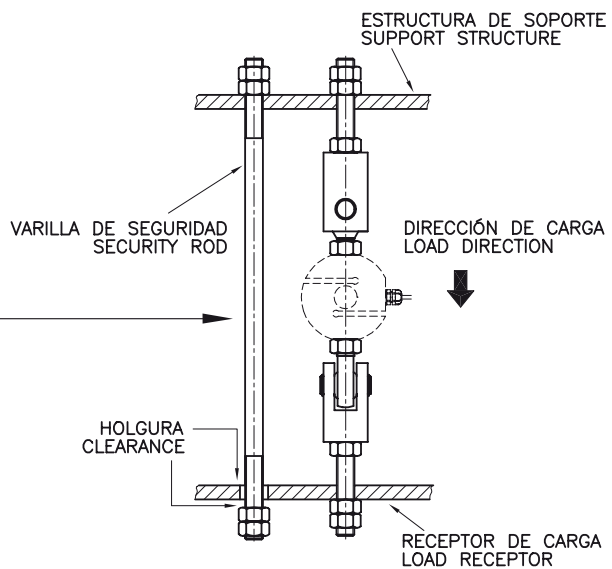 ESTRUCTURA DE SOPORTE
SUPPORT STRUCTURE
VARILLA DE SEGURIDAD
SECURITY ROD
DIRECCIÓN DE CARGA
LOAD DIRECTION
HOLGURA
CLEARANCE
RECEPTOR DE CARGA
LOAD RECEPTOR